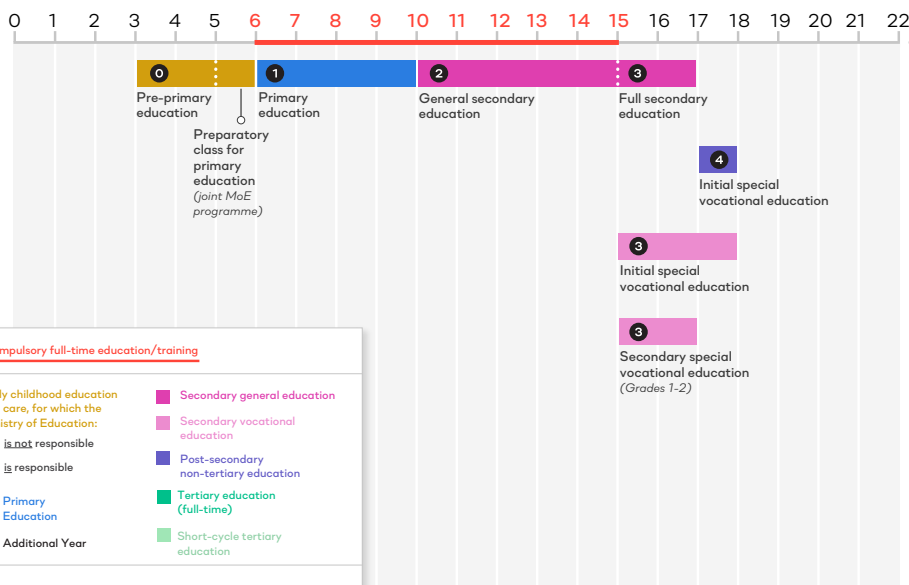 0 1 2 3 4 5 6 7 8 9 10 11 12 13 14 15 16 17 18 19 20 21 22
0 1 2 3
Pre-primary
education
Primary
education
General secondary
education
Full secondary
education
Preparatory
class for
primary
education
(joint MoE
programme)
4
Initial special
vocational education
3
Initial special
vocational education
3
Secondary special
vocational education
(Grades 1-2)
mpulsory full-time education/training
ly childhood education
care, for which the
istry of Education:
is not responsible
is responsible
Primary
Education
Additional Year
Secondary general education
Secondary vocational
education
Post-secondary
non-tertiary education
Tertiary education
(full-time)
Short-cycle tertiary
education